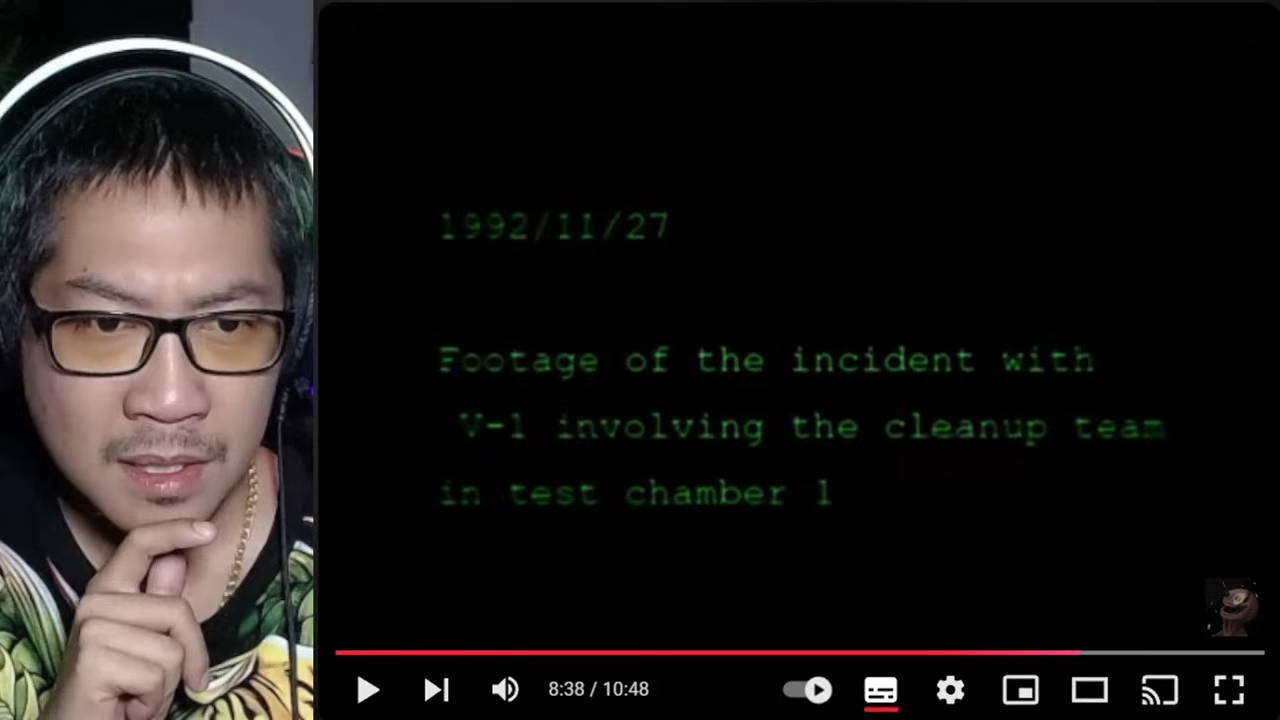 1992/11/27
Footage of the incident with
V-1 involving the cleanup team
in test chamber 1
8:38 / 10:48